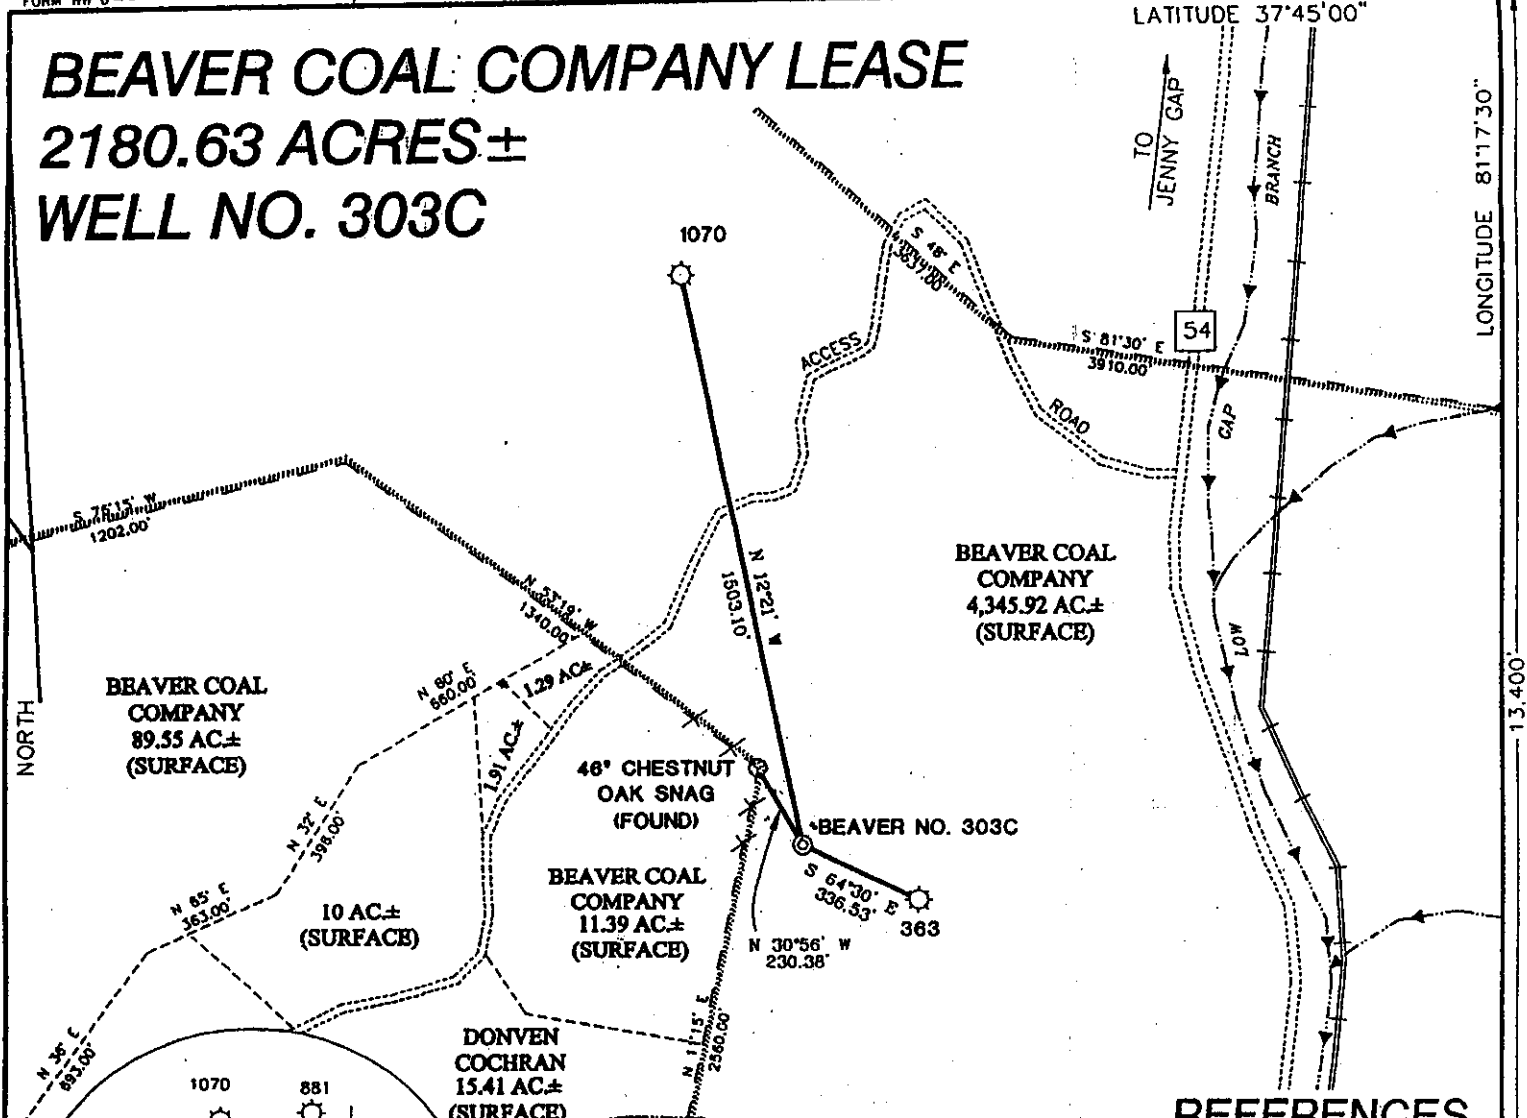 LATITUDE 37°45'00"
BEAVER COAL COMPANY LEASE
2180.63 ACRES±
WELL NO. 303C
LONGITUDE 81°17'30"
TO
JENNY GAP
BRANCH
1070
S 48° E
3637.00'
54
S 81°30' E
3910.00'
ACCESS
ROAD
GAP
S 76°15' W
1202.00'
N 53°19' W
1340.00'
N 12°21' W
1503.10'
BEAVER COAL
COMPANY
4,345.92 AC.±
(SURFACE)
LOW
13,400'
NORTH
BEAVER COAL
COMPANY
89.55 AC.±
(SURFACE)
N 60° E
660.00'
1.29 AC±
1.91 AC.±
46" CHESTNUT
OAK SNAG
(FOUND)
BEAVER NO. 303C
N 32° E
398.00'
S 64°30' E
336.53'
363
BEAVER COAL
COMPANY
11.39 AC.±
(SURFACE)
N 65° E
363.00'
10 AC.±
(SURFACE)
N 30°56' W
230.38'
N 11°15' E
2560.00'
N 36° E
693.00'
DONVEN
COCHRAN
15.41 AC.±
(SURFACE)
1070
881
REFERENCES